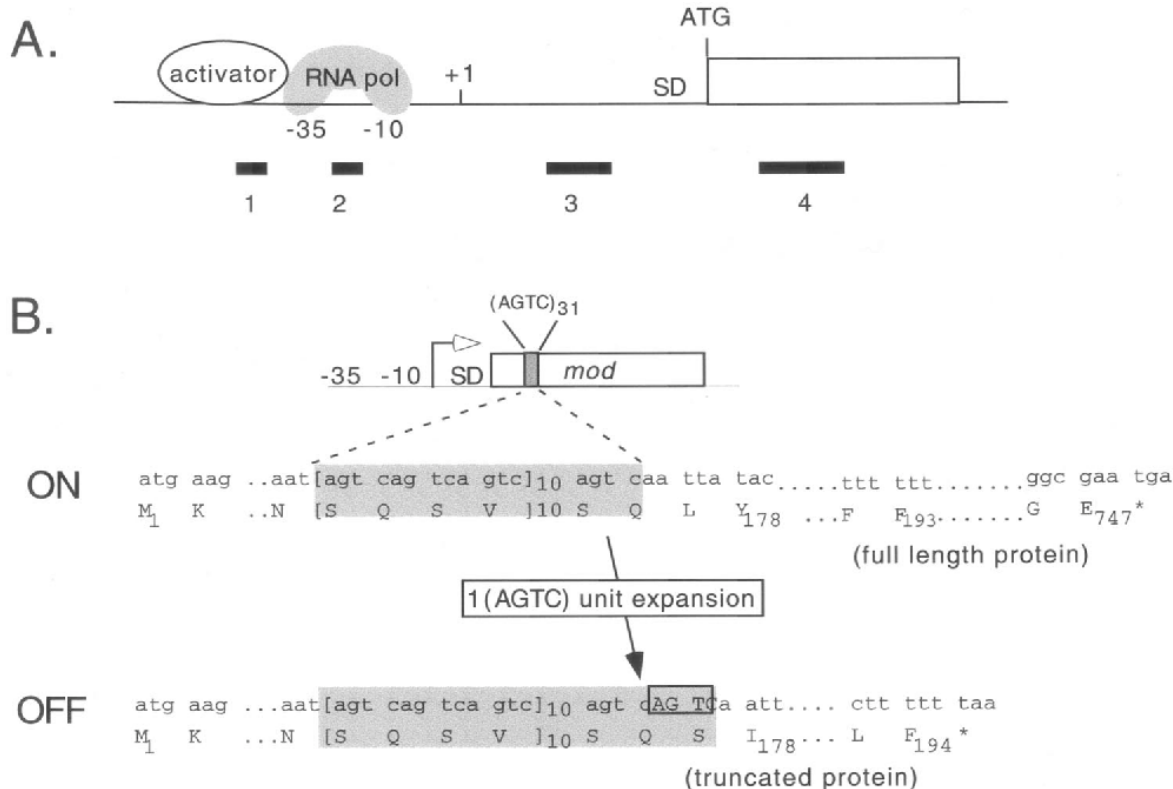 A.
ATG
activator
RNA pol
+1
SD
-35
-10
1
2
3
4
B.
(AGTC)31
-35 -10 SD mod
ON
atg aag ..aat[agt cag tca gtc]10 agt caa tta tac.....ttt ttt.......ggc gaa tga
M1 K ..N [S Q S V ]10 S Q L Y178 ...F F193.......G E747*
(full length protein)
1(AGTC) unit expansion
OFF
atg aag ...aat[agt cag tca gtc]10 agt cAG TCa att.... ctt ttt taa
M1 K ...N [S Q S V ]10 S Q S I178... L F194*
(truncated protein)